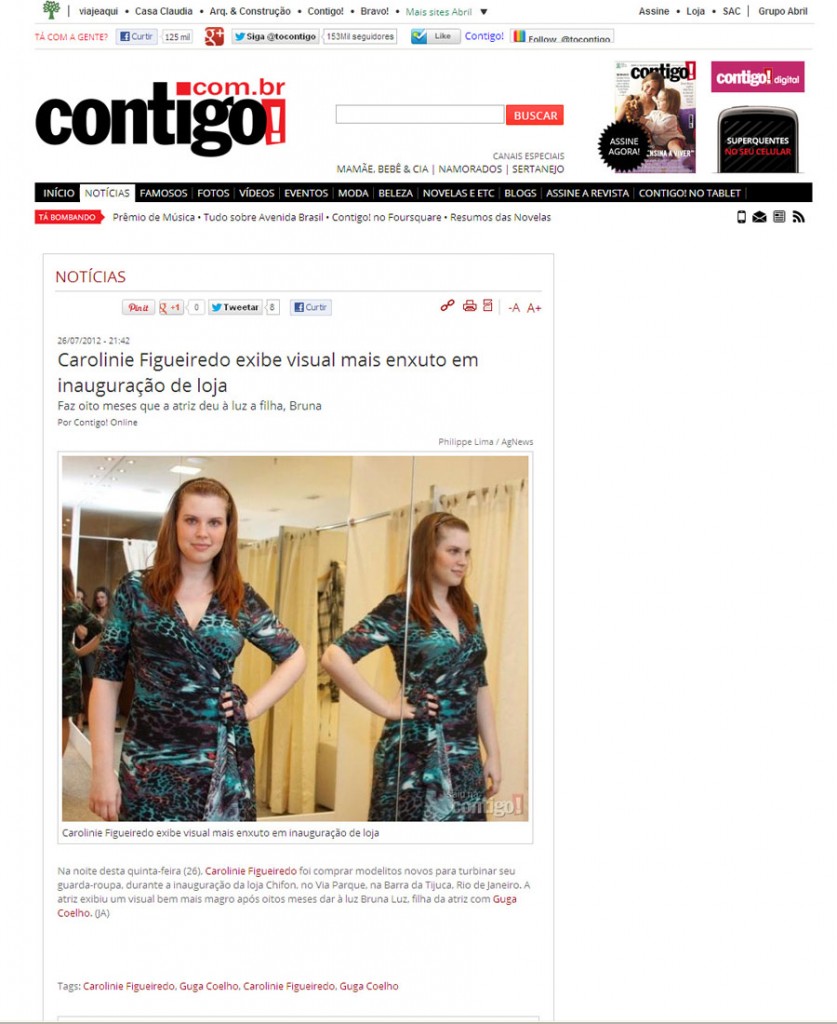 viajeaqui • Casa Claudia • Arq. & Construção • Contigo! • Bravo! • Mais sites Abril ▼ Assine • Loja • SAC | Grupo Abril
TÁ COM A GENTE? Curtir 125 mil g+ Siga @tocontigo 153Mil seguidores Like Contigo! Follow @tocontigo
contigo!
com.br
BUSCAR
CANAIS ESPECIAIS
MAMÃE, BEBÊ & CIA | NAMORADOS | SERTANEJO
contigo!
ASSINE
AGORA!
ENSINA A VIVER"
contigo! digital
SUPERQUENTES
NO SEU CELULAR
INÍCIO NOTÍCIAS FAMOSOS FOTOS VÍDEOS EVENTOS MODA BELEZA NOVELAS E ETC BLOGS ASSINE A REVISTA CONTIGO! NO TABLET
TÁ BOMBANDO Prêmio de Música • Tudo sobre Avenida Brasil • Contigo! no Foursquare • Resumos das Novelas
NOTÍCIAS
Pin it g +1 0 Tweetar 8 Curtir -A A+
26/07/2012 - 21:42
Carolinie Figueiredo exibe visual mais enxuto em
inauguração de loja
Faz oito meses que a atriz deu à luz a filha, Bruna
Por Contigo! Online
Philippe Lima / AgNews
contigo!
Carolinie Figueiredo exibe visual mais enxuto em inauguração de loja
Na noite desta quinta-feira (26), Carolinie Figueiredo foi comprar modelitos novos para turbinar seu
guarda-roupa, durante a inauguração da loja Chifon, no Via Parque, na Barra da Tijuca, Rio de Janeiro. A
atriz exibiu um visual bem mais magro após oitos meses dar à luz Bruna Luz, filha da atriz com Guga
Coelho. (JA)
Tags: Carolinie Figueiredo, Guga Coelho, Carolinie Figueiredo, Guga Coelho